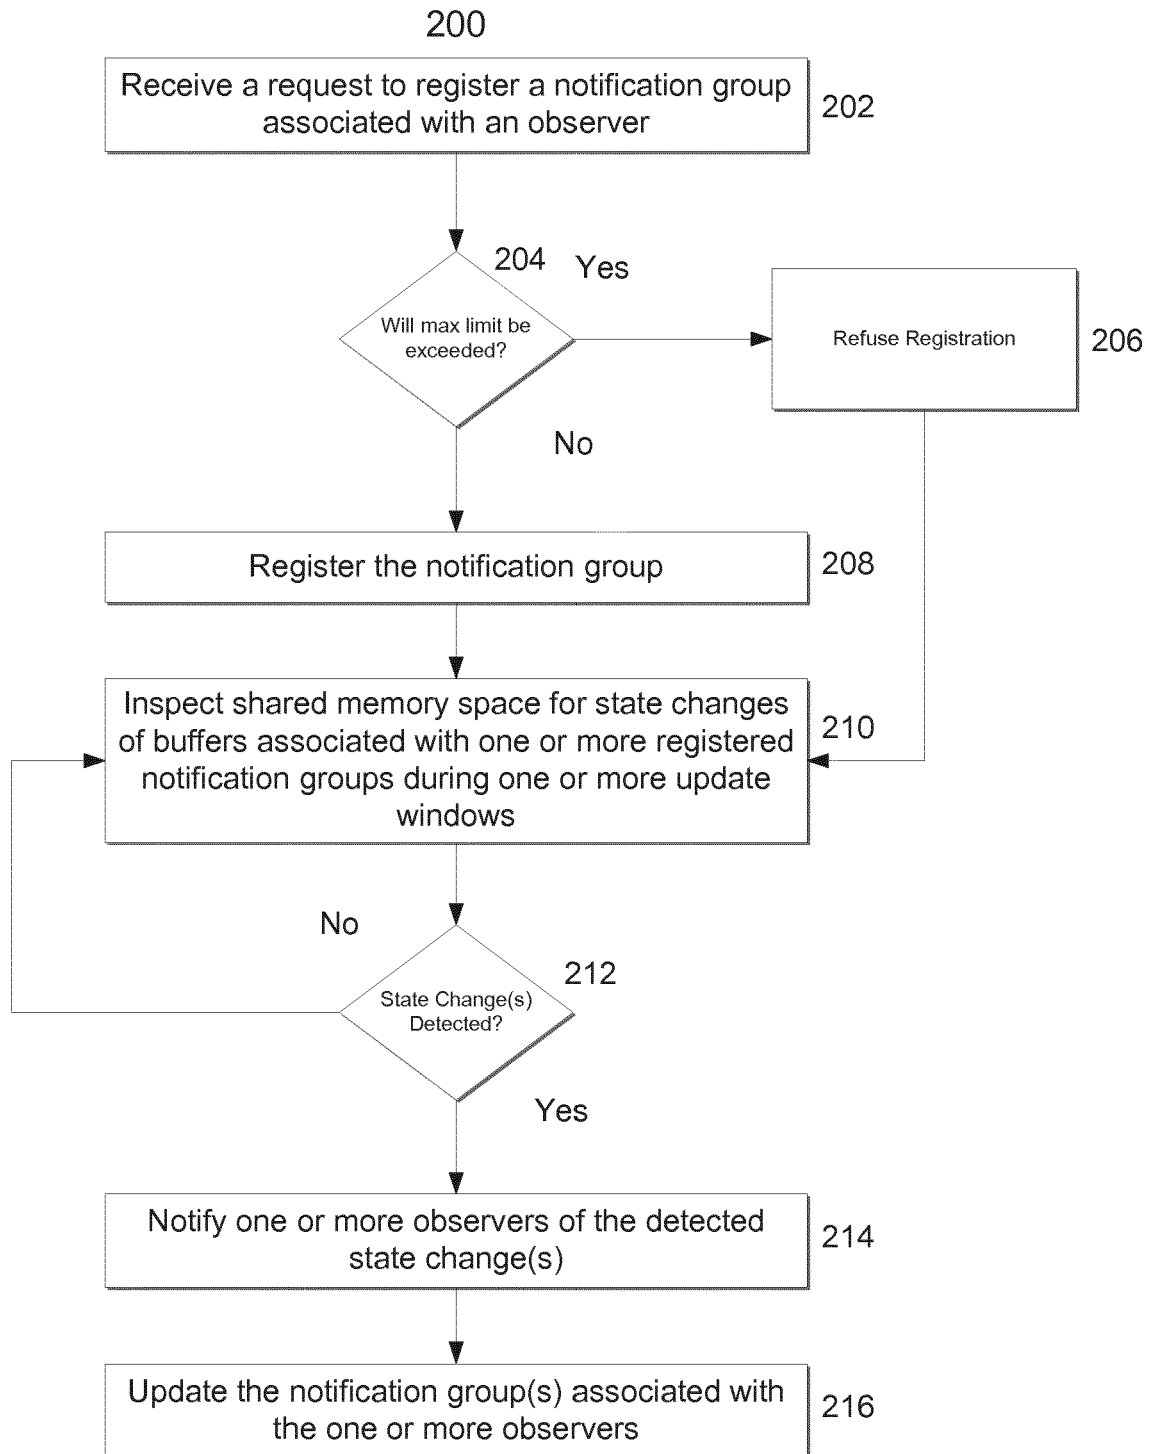 200
Receive a request to register a notification group
associated with an observer
202
204
Yes
Will max limit be
exceeded?
Refuse Registration
206
No
Register the notification group
208
Inspect shared memory space for state changes
of buffers associated with one or more registered
notification groups during one or more update
windows
210
No
212
State Change(s)
Detected?
Yes
Notify one or more observers of the detected
state change(s)
214
Update the notification group(s) associated with
the one or more observers
216